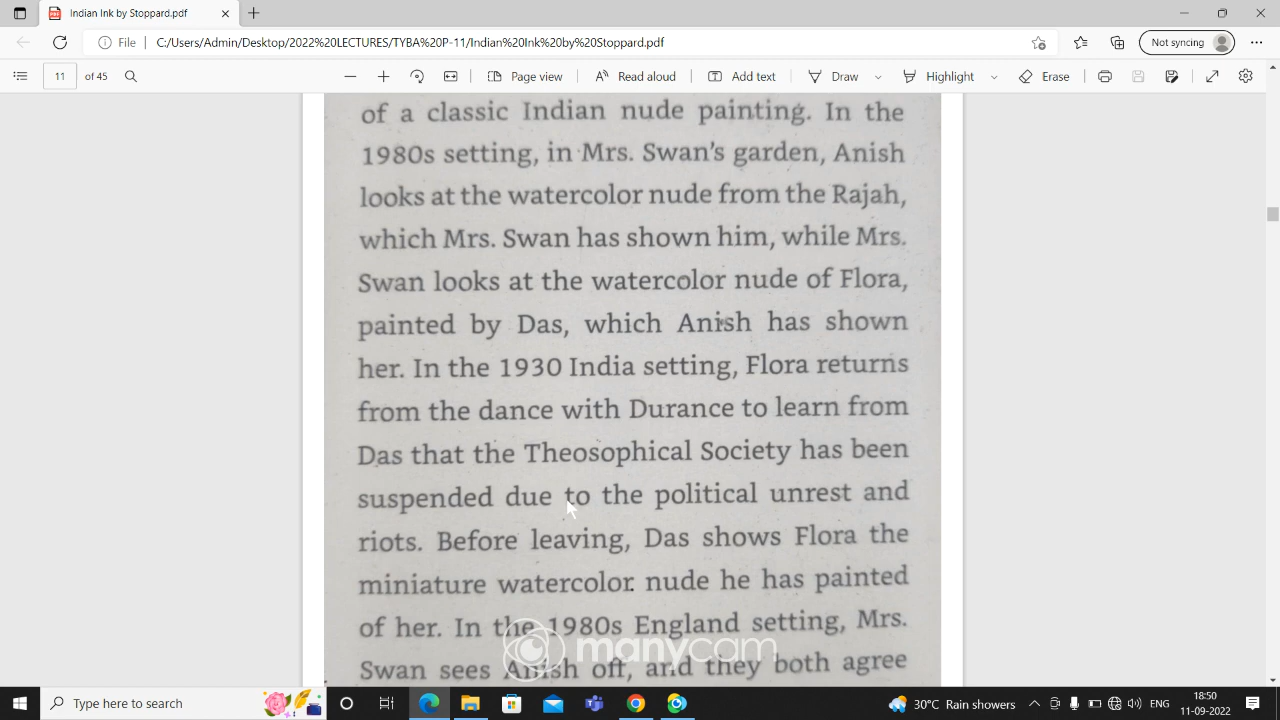 Indian Ink by Stoppard.pdf
File C:/Users/Admin/Desktop/2022%20LECTURES/TYBA%20P-11/Indian%20Ink%20by%20Stoppard.pdf Not syncing
11 of 45 Page view Read aloud Add text Draw Highlight Erase
of a classic Indian nude painting. In the
1980s setting, in Mrs. Swan's garden, Anish
looks at the watercolor nude from the Rajah,
which Mrs. Swan has shown him, while Mrs.
Swan looks at the watercolor nude of Flora,
painted by Das, which Anish has shown
her. In the 1930 India setting, Flora returns
from the dance with Durance to learn from
Das that the Theosophical Society has been
suspended due to the political unrest and
riots. Before leaving, Das shows Flora the
miniature watercolor nude he has painted
of her. In the 1980s England setting, Mrs.
manycam
Swan sees Anish off, and they both agree
Type here to search 30°C Rain showers ENG 18:50
11-09-2022